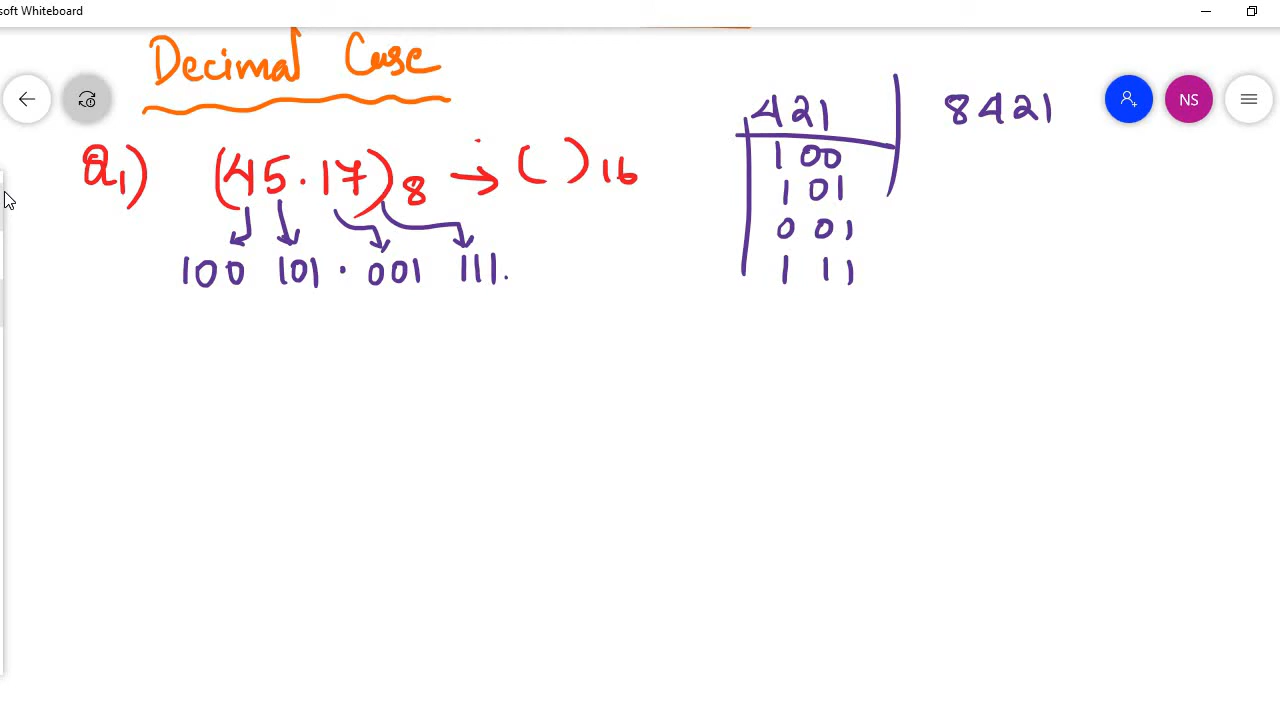 soft Whiteboard
Decimal Case
NS
421 8421
Q1) (45.17)8 → ( )16
100
101
001
111
100 101 . 001 111.